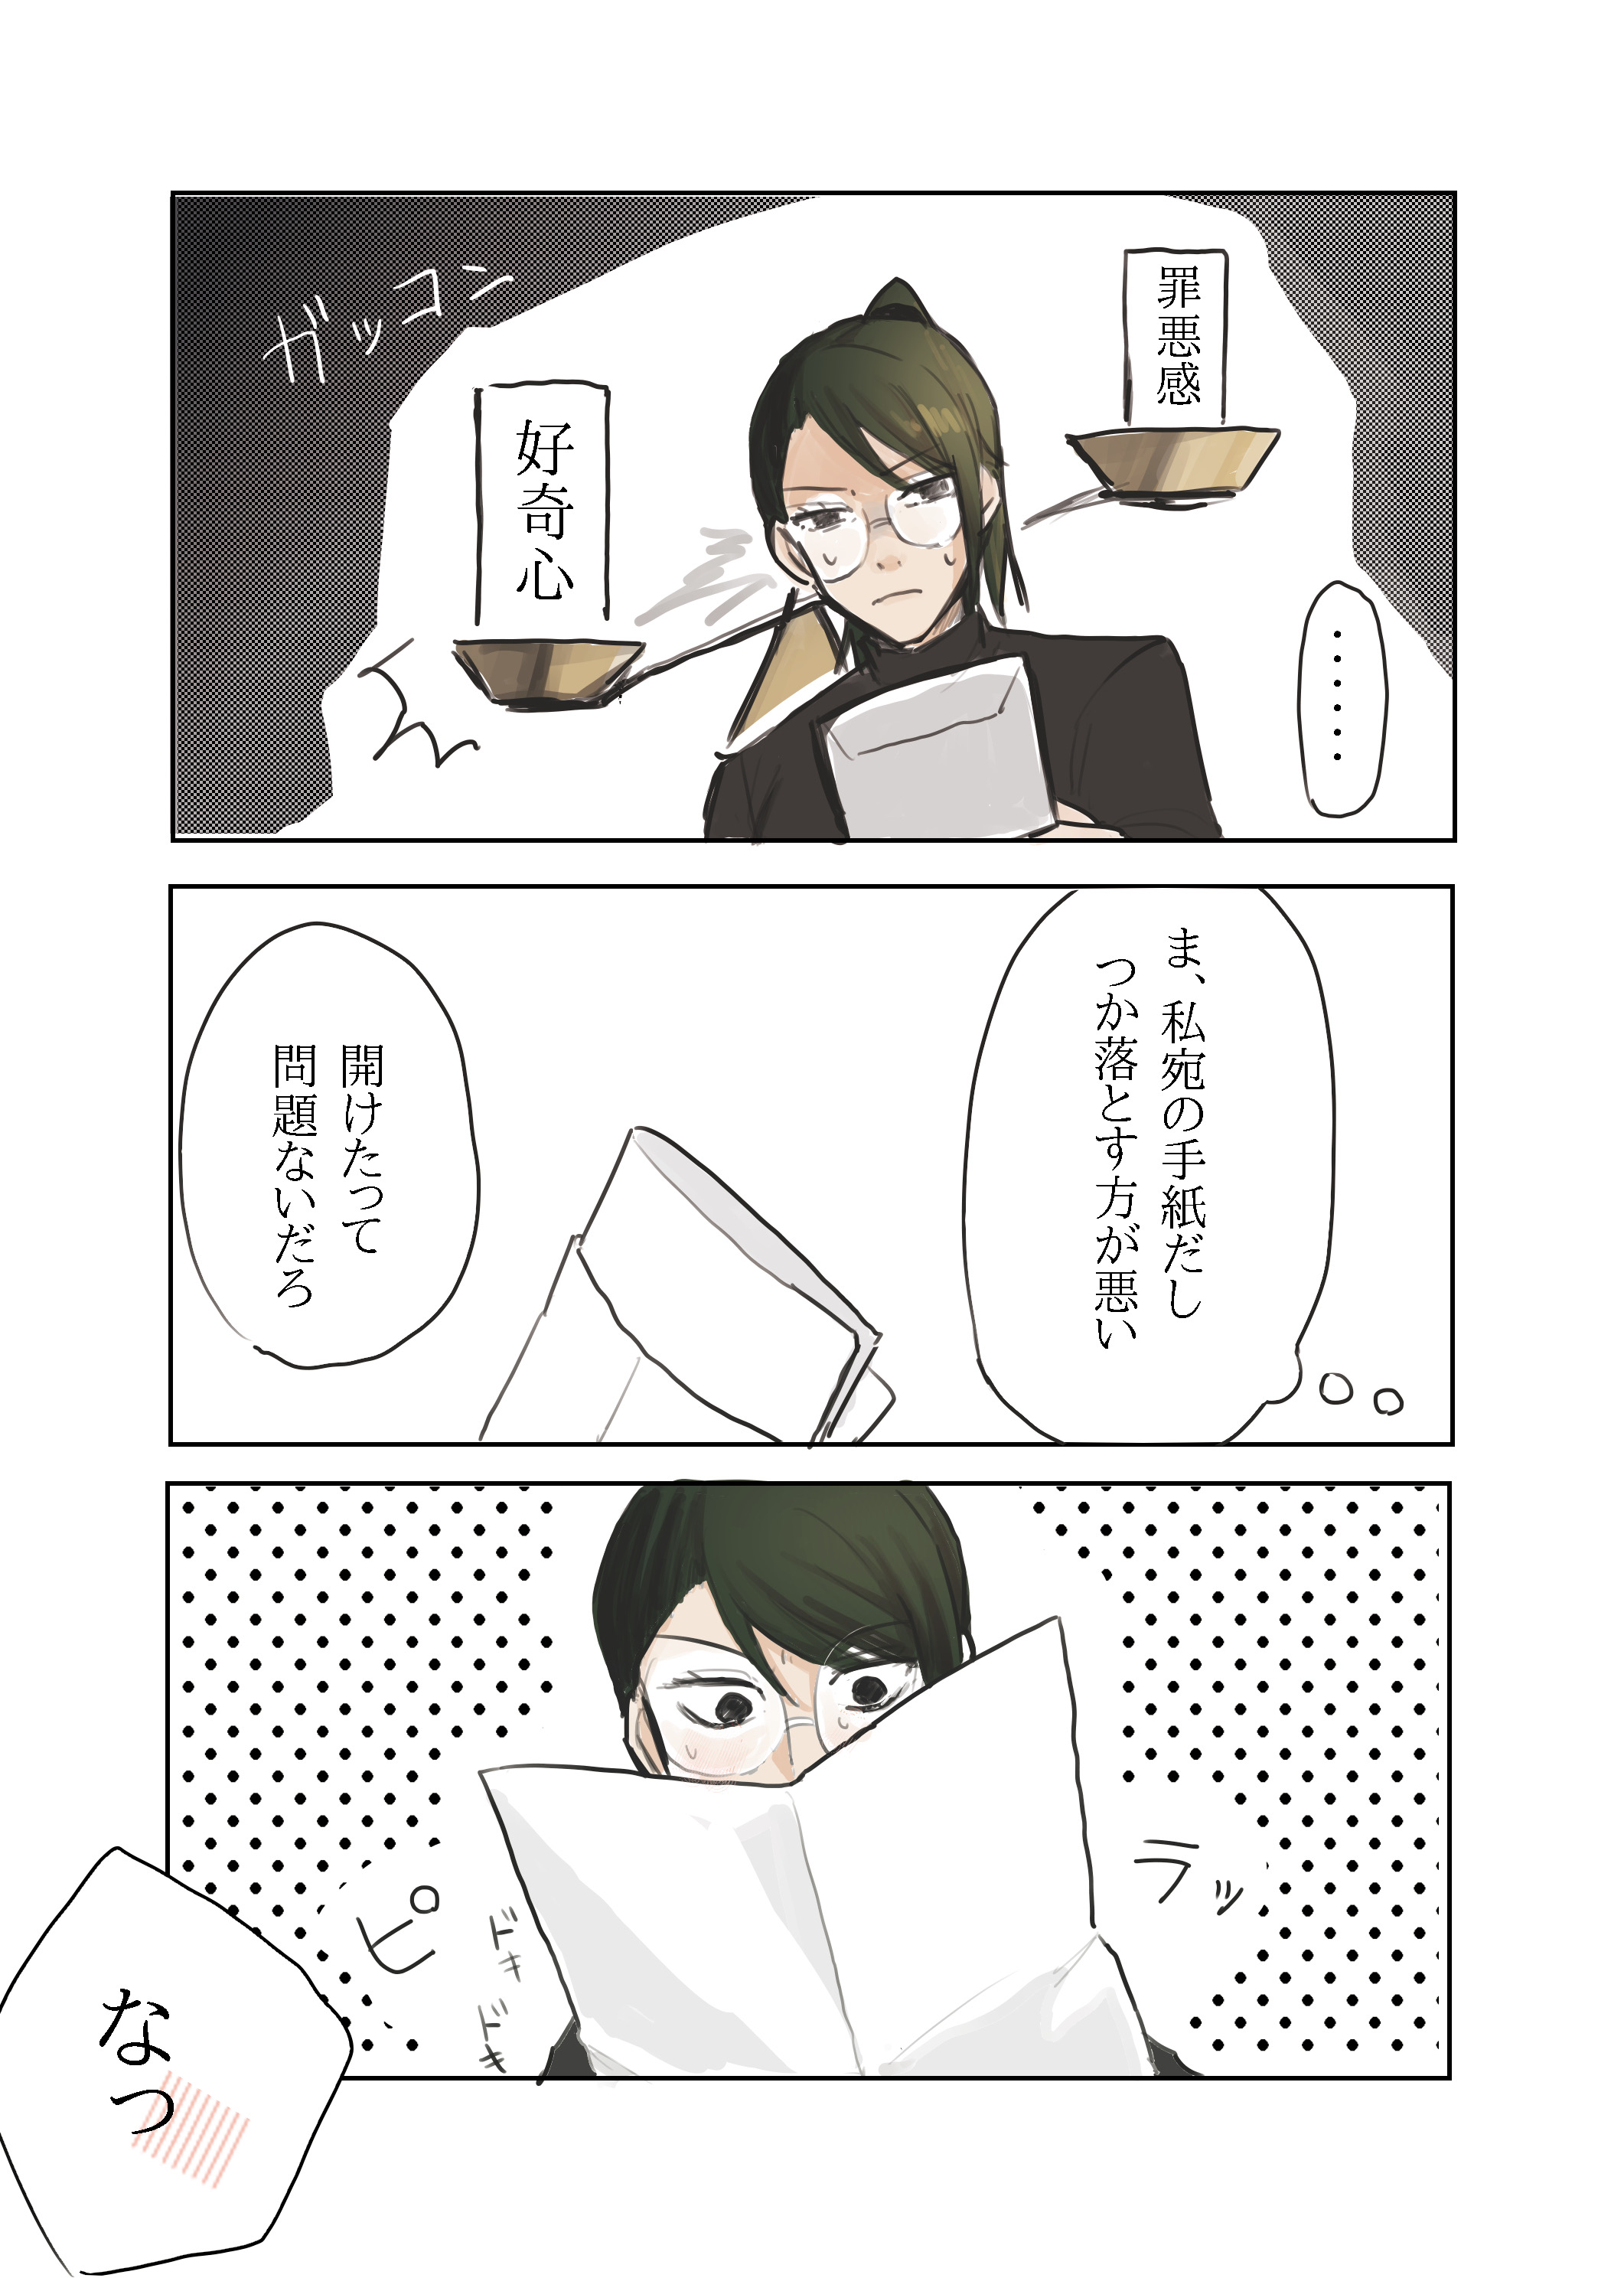 罪悪感
好奇心
ガッコン
……
ま、私宛の手紙だし
つか落とす方が悪い
開けたって
問題ないだろ
ラッ
ピ
ドキ
ドキ
なっ